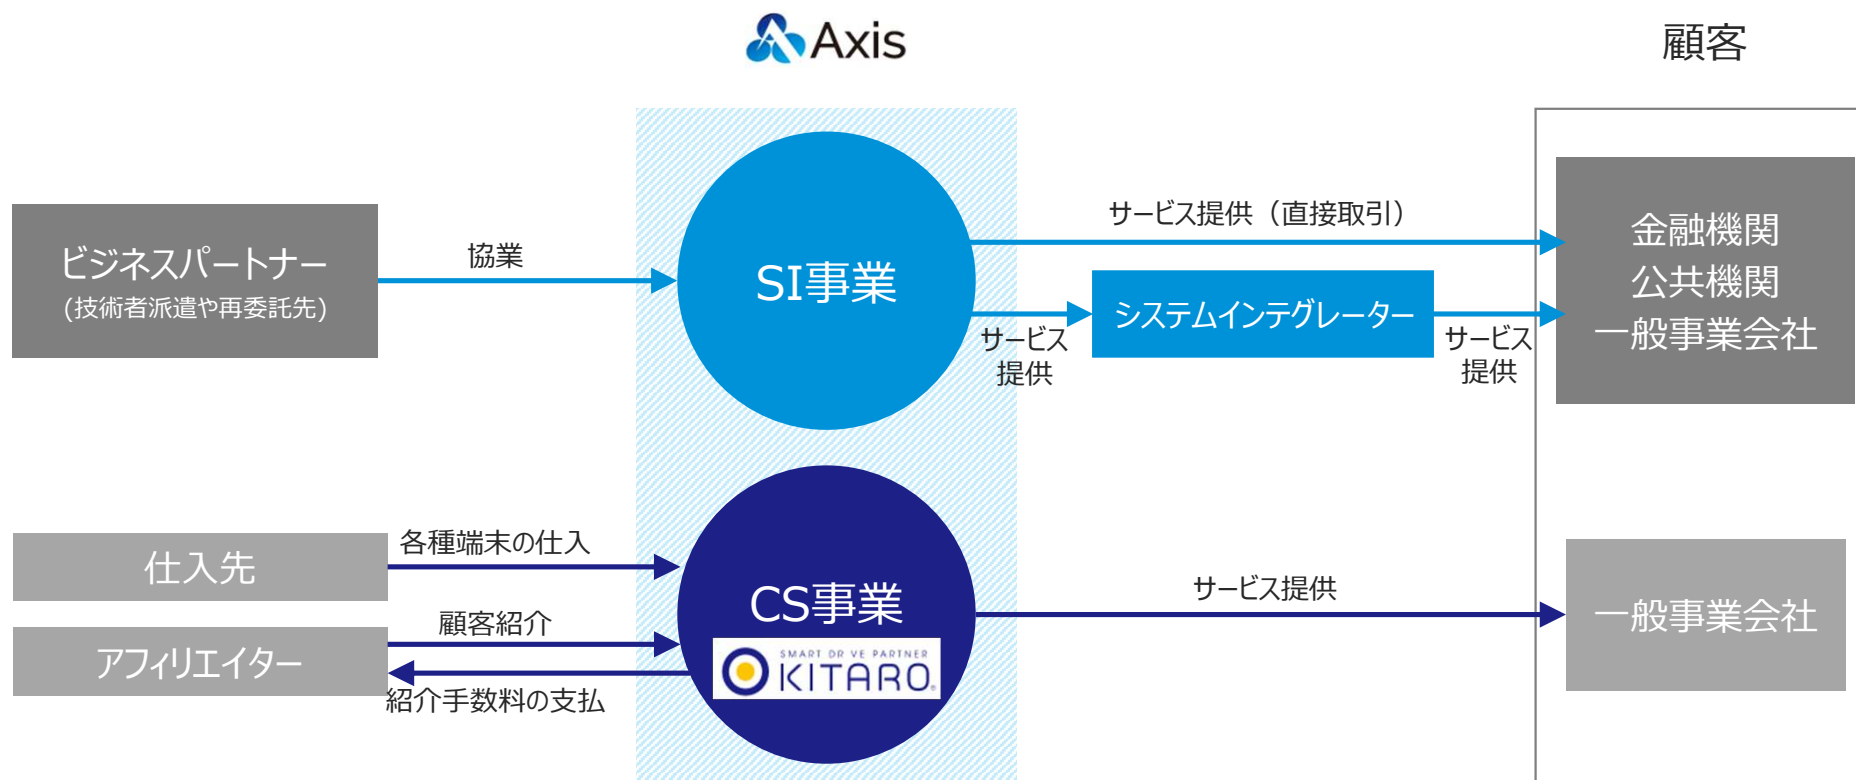 Axis
顧客
ビジネスパートナー
(技術者派遣や再委託先)
協業
SI事業
サービス提供（直接取引）
サービス
提供
システムインテグレーター
サービス
提供
金融機関
公共機関
一般事業会社
仕入先
各種端末の仕入
アフィリエイター
顧客紹介
紹介手数料の支払
CS事業
SMART DR VE PARTNER
KITARO®
サービス提供
一般事業会社